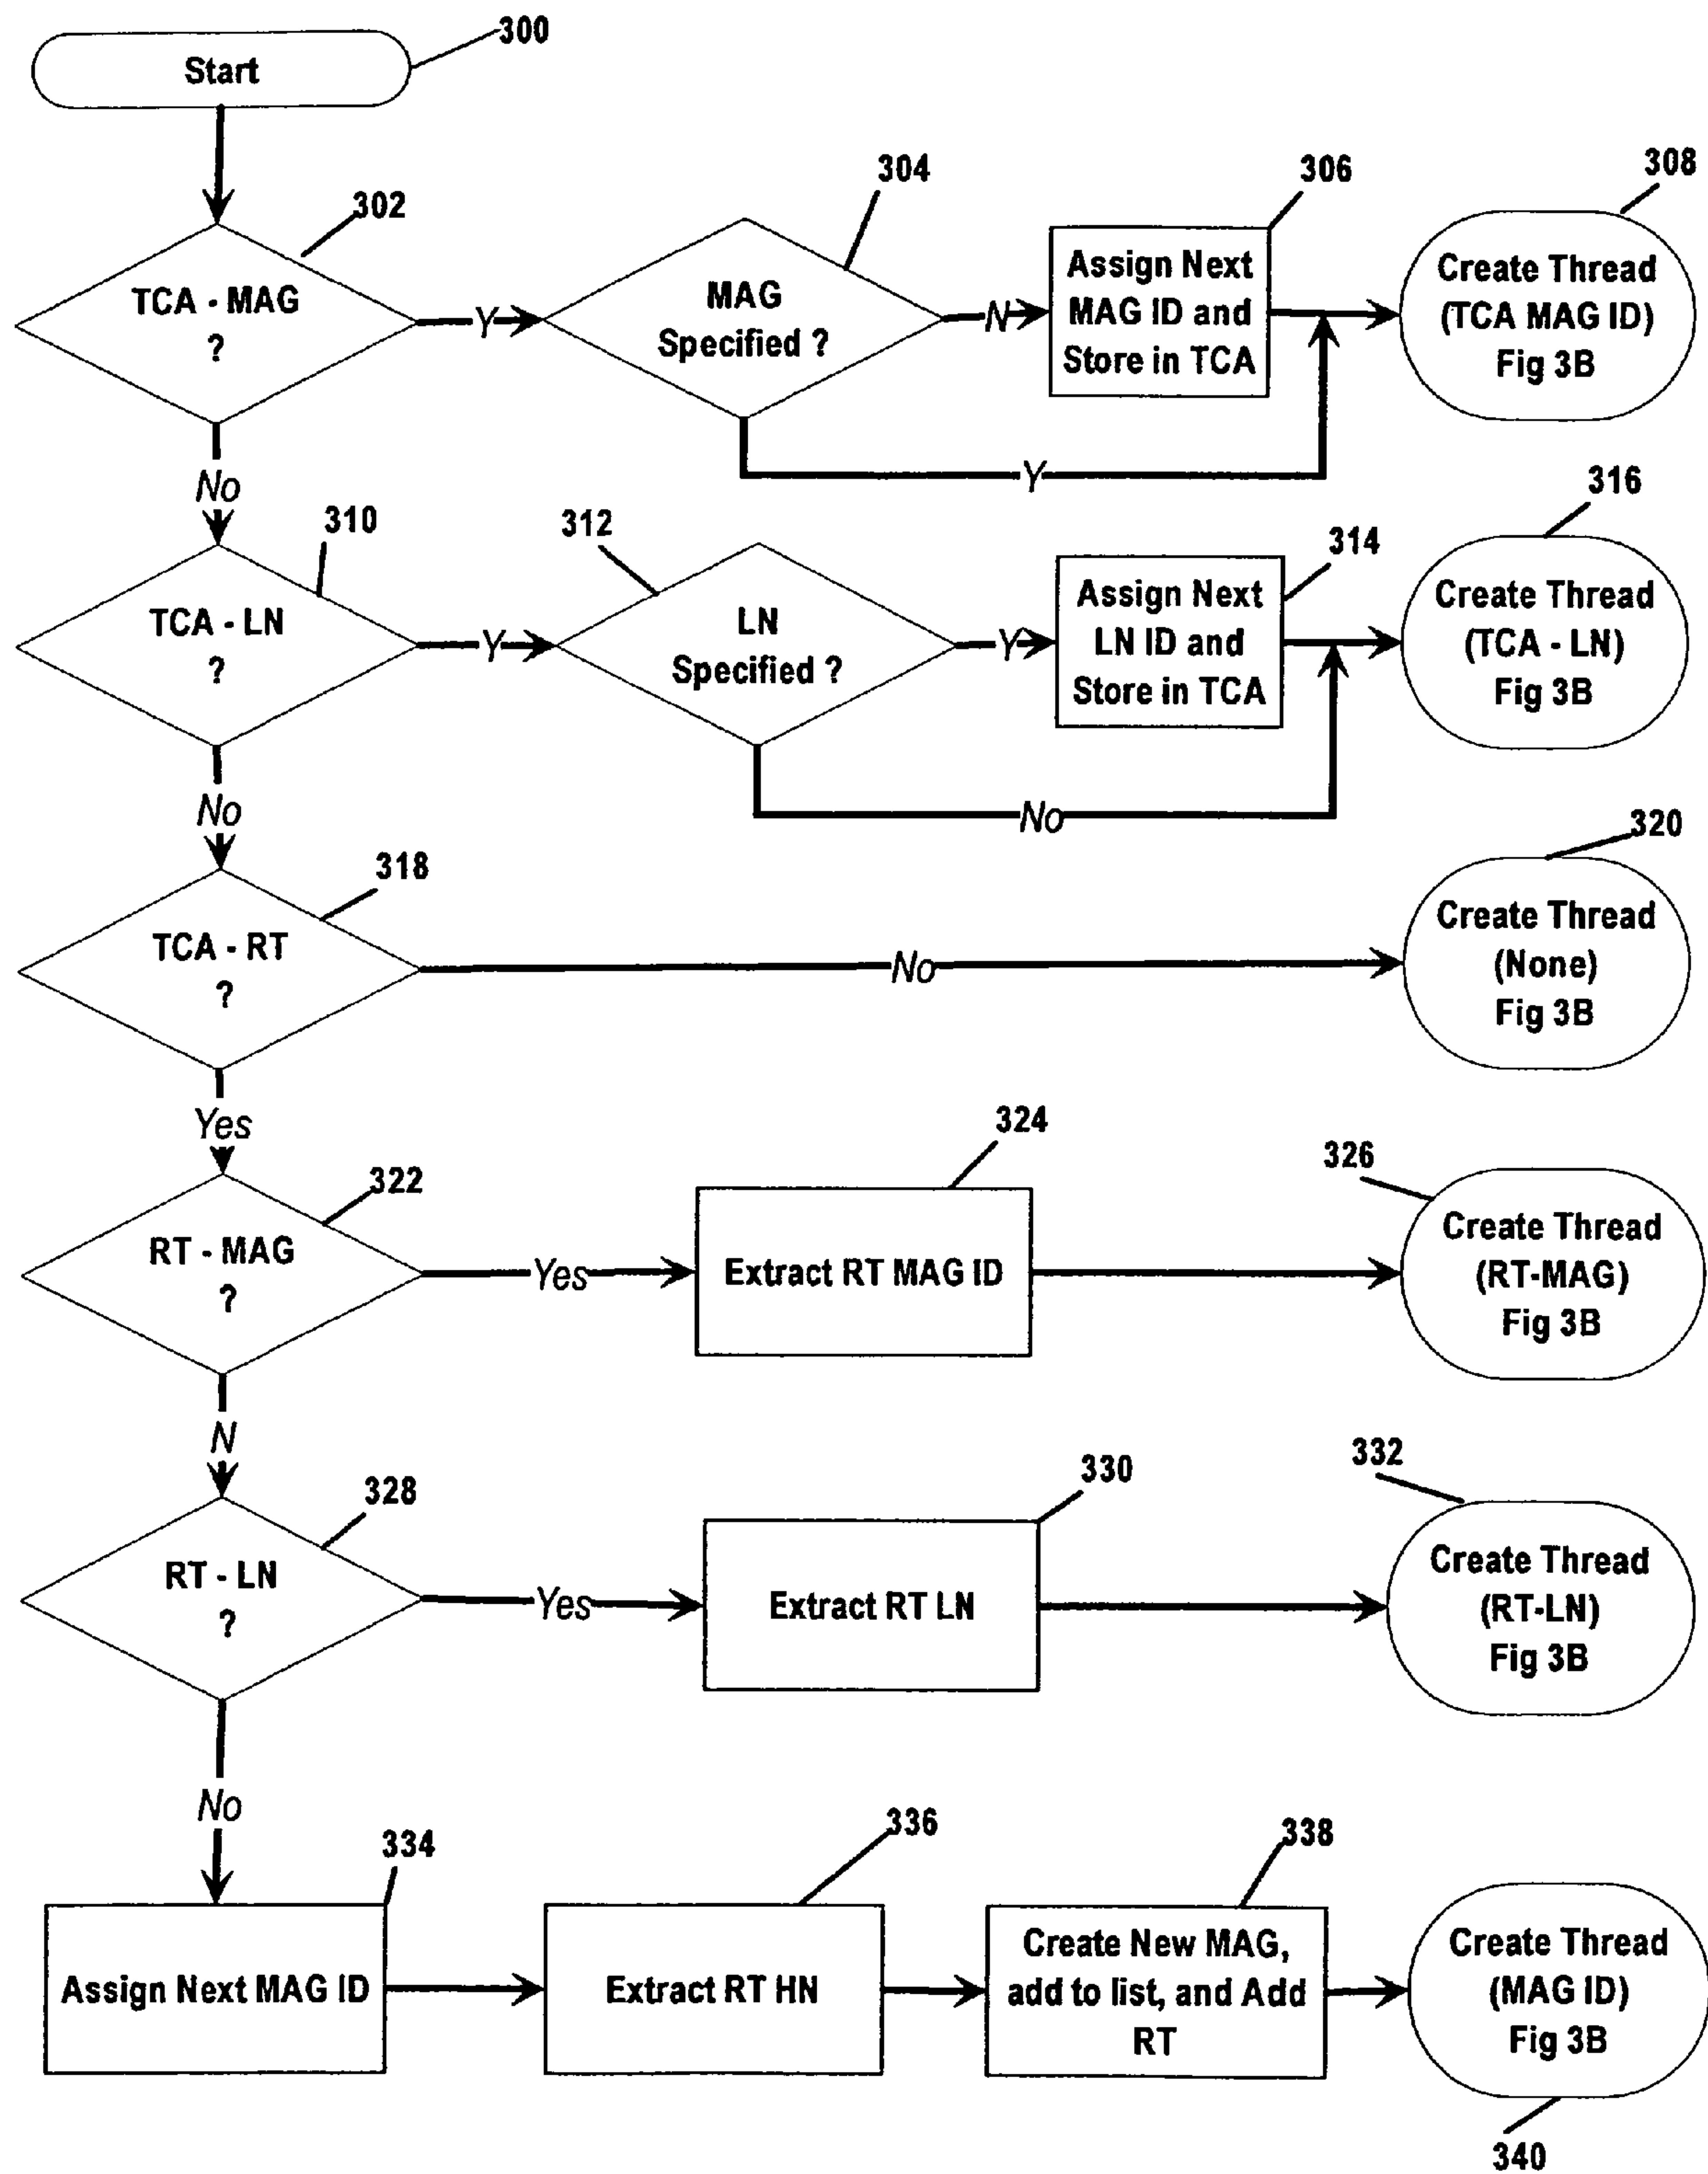 300
Start
302
TCA - MAG
?
Y
304
MAG
Specified ?
N
306
Assign Next
MAG ID and
Store in TCA
308
Create Thread
(TCA MAG ID)
Fig 3B
Y
No
310
TCA - LN
?
Y
312
LN
Specified ?
Y
314
Assign Next
LN ID and
Store in TCA
316
Create Thread
(TCA - LN)
Fig 3B
No
No
318
TCA - RT
?
No
320
Create Thread
(None)
Fig 3B
Yes
322
RT - MAG
?
Yes
324
Extract RT MAG ID
326
Create Thread
(RT-MAG)
Fig 3B
N
328
RT - LN
?
Yes
330
Extract RT LN
332
Create Thread
(RT-LN)
Fig 3B
No
334
Assign Next MAG ID
336
Extract RT HN
338
Create New MAG,
add to list, and Add
RT
Create Thread
(MAG ID)
Fig 3B
340